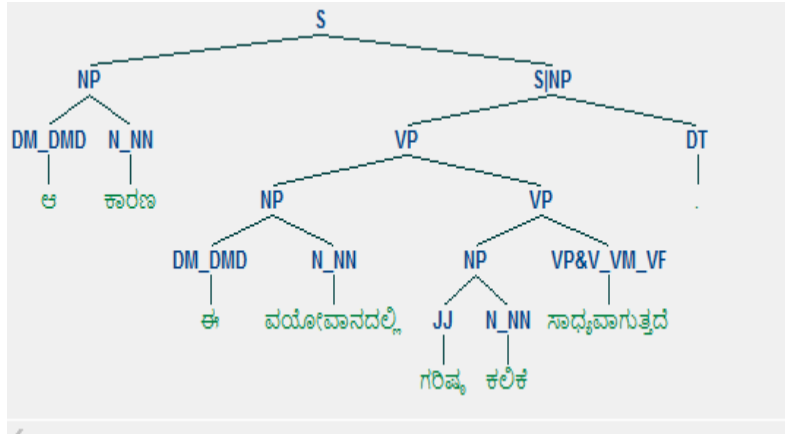 S
NP S|NP
DM_DMD N_NN VP DT
ಆ ಕಾರಣ NP VP .
DM_DMD N_NN NP VP&V_VM_VF
ಈ ವಯೋವಾನದಲ್ಲಿ JJ N_NN ಸಾಧ್ಯವಾಗುತ್ತದೆ
ಗರಿಷ್ಠ ಕಲಿಕೆ